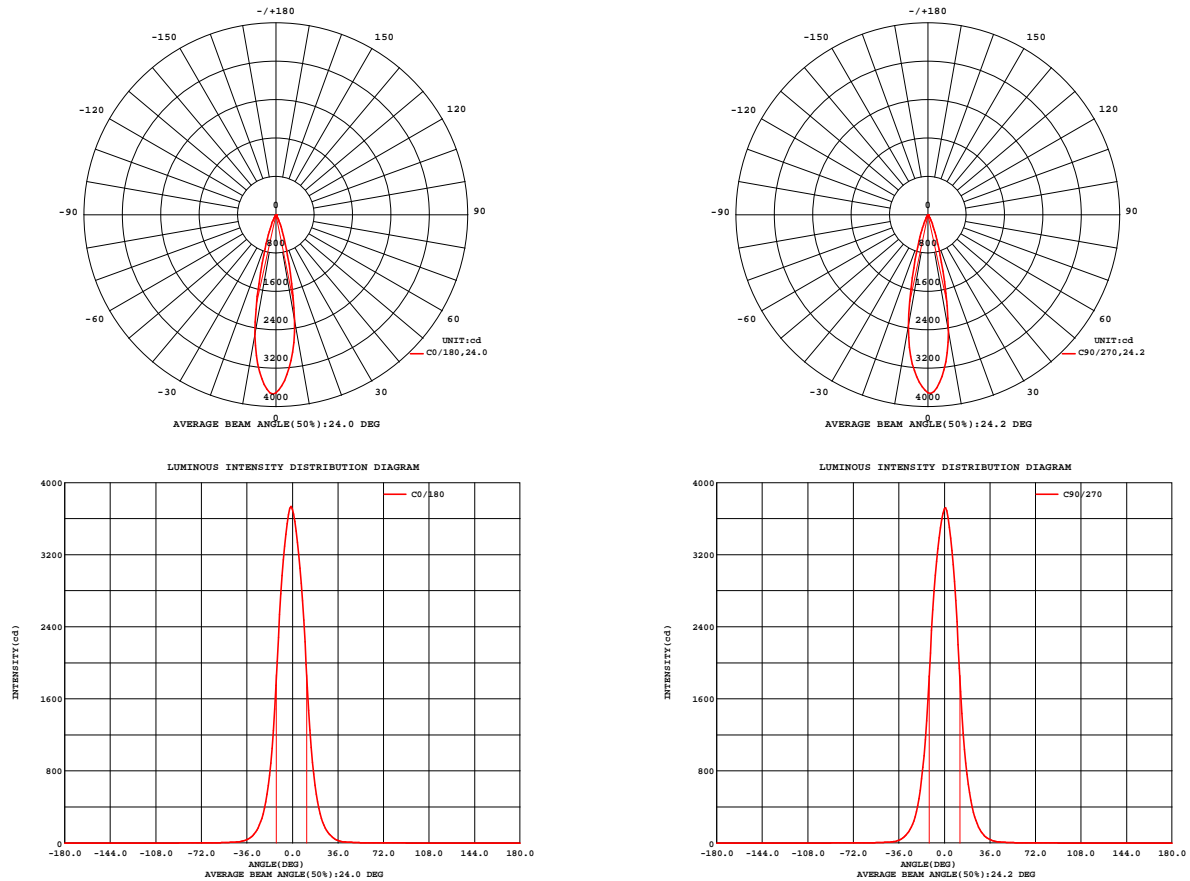 -/+180
-150
150
-120
120
-90
90
0
800
1600
2400
3200
4000
-60
60
-30
30
0
UNIT:cd
C0/180,24.0
AVERAGE BEAM ANGLE(50%):24.0 DEG
-/+180
-150
150
-120
120
-90
90
0
800
1600
2400
3200
4000
-60
60
-30
30
0
UNIT:cd
C90/270,24.2
AVERAGE BEAM ANGLE(50%):24.2 DEG
LUMINOUS INTENSITY DISTRIBUTION DIAGRAM
C0/180
4000
3200
2400
1600
800
0
INTENSITY(cd)
-180.0 -144.0 -108.0 -72.0 -36.0 0.0 36.0 72.0 108.0 144.0 180.0
ANGLE(DEG)
AVERAGE BEAM ANGLE(50%):24.0 DEG
LUMINOUS INTENSITY DISTRIBUTION DIAGRAM
C90/270
4000
3200
2400
1600
800
0
INTENSITY(cd)
-180.0 -144.0 -108.0 -72.0 -36.0 0.0 36.0 72.0 108.0 144.0 180.0
ANGLE(DEG)
AVERAGE BEAM ANGLE(50%):24.2 DEG